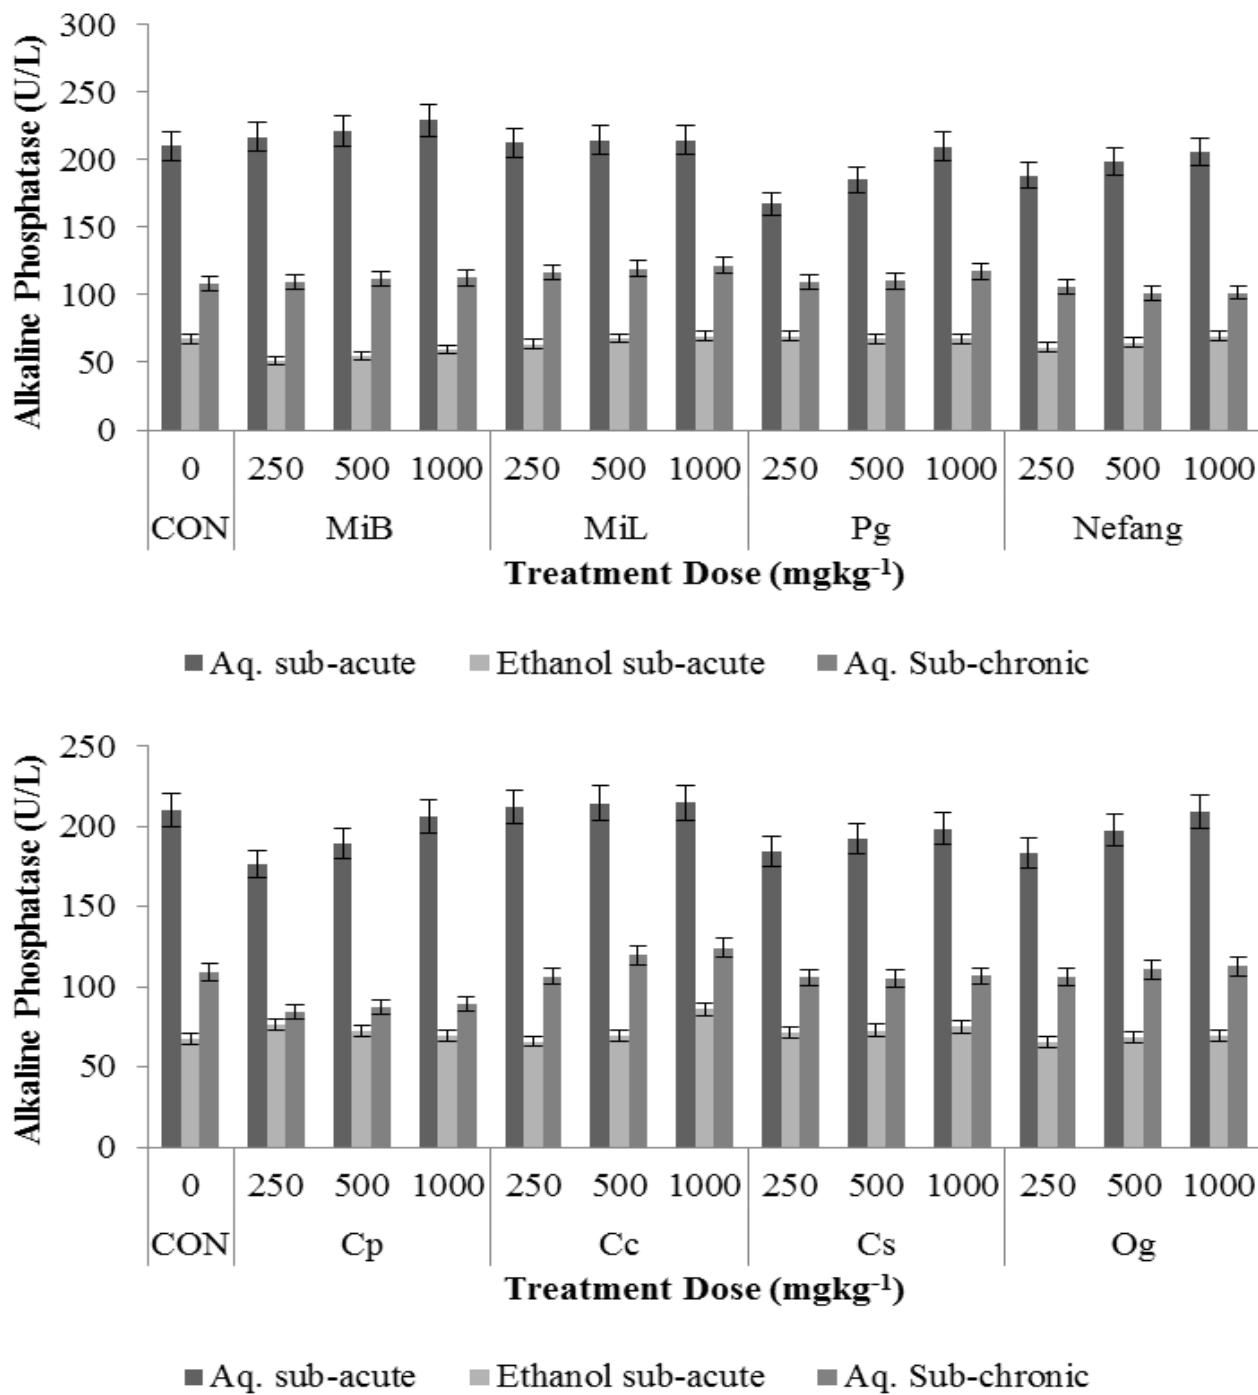 Alkaline Phosphatase (U/L)
300
250
200
150
100
50
0
0 250 500 1000 250 500 1000 250 500 1000 250 500 1000
CON MiB MiL Pg Nefang
Treatment Dose (mgkg⁻¹)
Aq. sub-acute Ethanol sub-acute Aq. Sub-chronic
Alkaline Phosphatase (U/L)
250
200
150
100
50
0
0 250 500 1000 250 500 1000 250 500 1000 250 500 1000
CON Cp Cc Cs Og
Treatment Dose (mgkg⁻¹)
Aq. sub-acute Ethanol sub-acute Aq. Sub-chronic